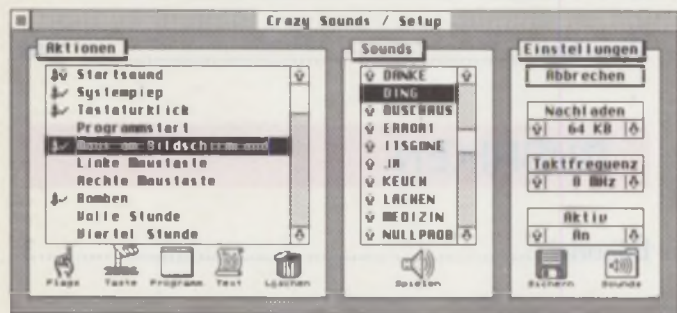 Crazy Sounds / Setup
Aktionen
Startsound
Systempiep
Tastaturklick
Programmstart
Maus am Bildschirmrand
Linke Maustaste
Rechte Maustaste
Bomben
Volle Stunde
Viertel Stunde
Flags
Taste
Programm
Test
Löschen
Sounds
DANKE
DING
DUSCHAUS
ERROR1
ITSGONE
JA
KEUCH
LACHEN
MEDIZIN
NULLPROB
Spielen
Einstellungen
Abbrechen
Nachladen
64 KB
Taktfrequenz
8 MHz
Aktiv
An
Sichern
Sounds